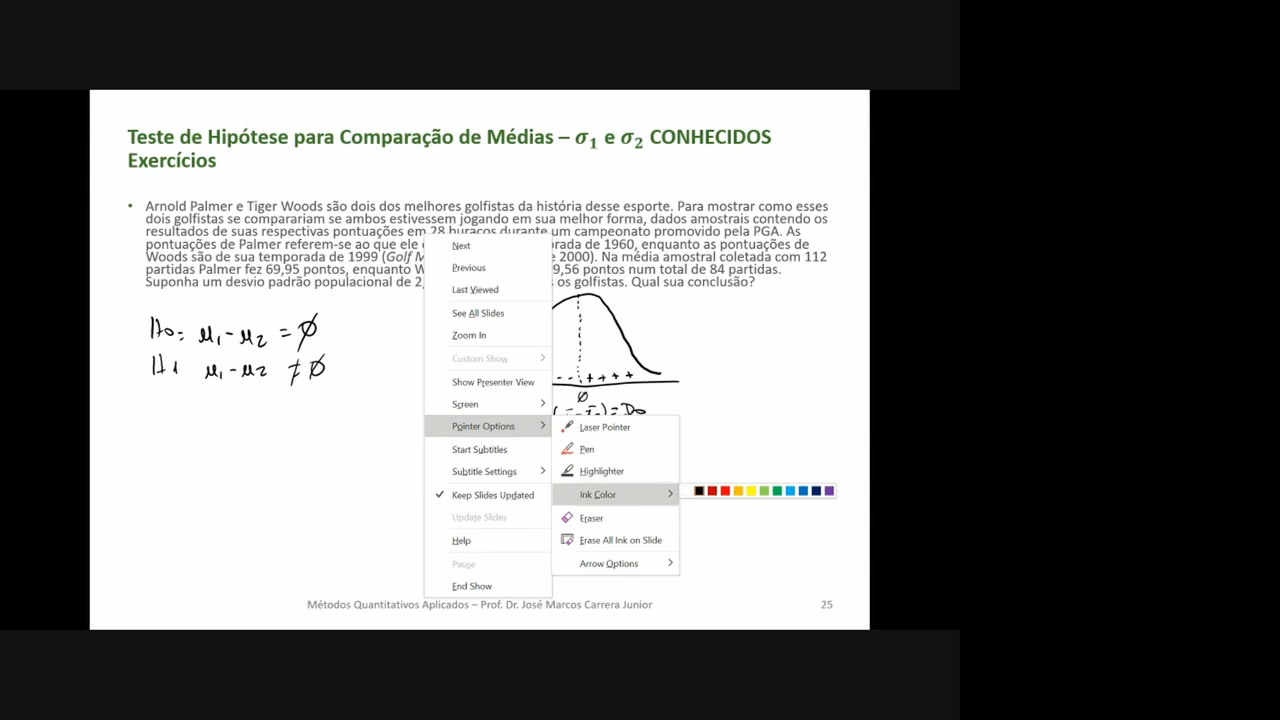 Teste de Hipótese para Comparação de Médias – σ₁ e σ₂ CONHECIDOS
Exercícios
• Arnold Palmer e Tiger Woods são dois dos melhores golfistas da história desse esporte. Para mostrar como esses
dois golfistas se comparariam se ambos estivessem jogando em sua melhor forma, dados amostrais contendo os
resultados de suas respectivas pontuações em 28 buracos durante um campeonato promovido pela PGA. As
pontuações de Palmer referem-se ao que ele rada de 1960, enquanto as pontuações de
Woods são de sua temporada de 1999 (Golf M e 2000). Na média amostral coletada com 112
partidas Palmer fez 69,95 pontos, enquanto W 9,56 pontos num total de 84 partidas.
Suponha um desvio padrão populacional de 2, os golfistas. Qual sua conclusão?
H0: μ1 - μ2 = ∅
H1 μ1 - μ2 ≠ ∅
- - + + + +
∅
) = D0
Next
Previous
Last Viewed
See All Slides
Zoom In
Custom Show
Show Presenter View
Screen
Pointer Options
Start Subtitles
Subtitle Settings
Keep Slides Updated
Update Slides
Help
Pause
End Show
Laser Pointer
Pen
Highlighter
Ink Color
Eraser
Erase All Ink on Slide
Arrow Options
Métodos Quantitativos Aplicados – Prof. Dr. José Marcos Carrera Junior
25